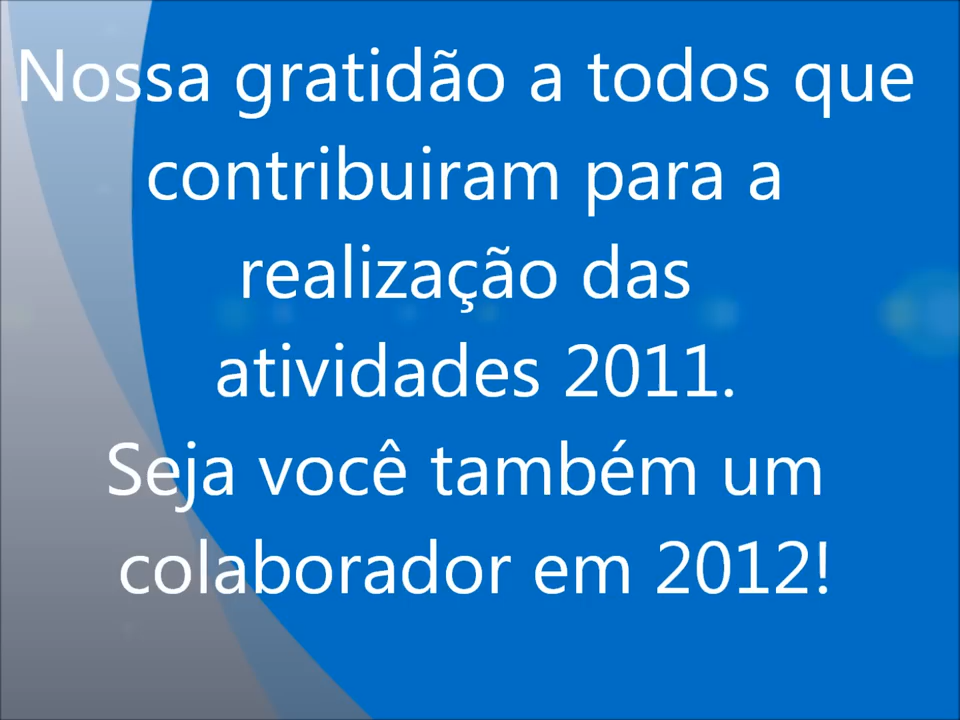 Nossa gratidão a todos que
contribuiram para a
realização das
atividades 2011.
Seja você também um
colaborador em 2012!